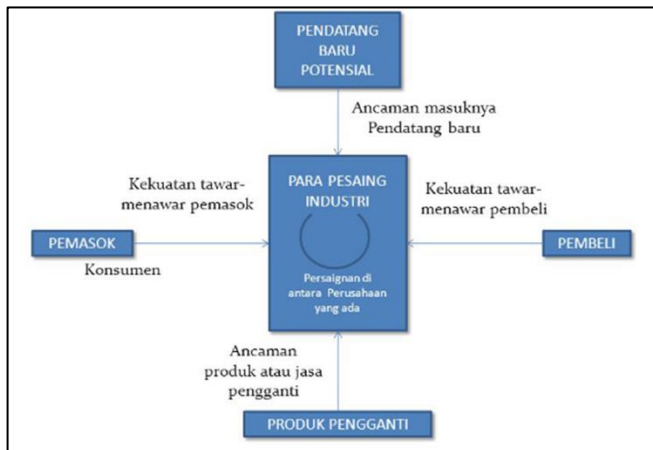 PENDATANG
BARU
POTENSIAL
Ancaman masuknya
Pendatang baru
Kekuatan tawar-
menawar pemasok
PARA PESAING
INDUSTRI
Kekuatan tawar-
menawar pembeli
PEMASOK
PEMBELI
Konsumen
Persaignan di
antara Perusahaan
yang ada
Ancaman
produk atau jasa
pengganti
PRODUK PENGGANTI